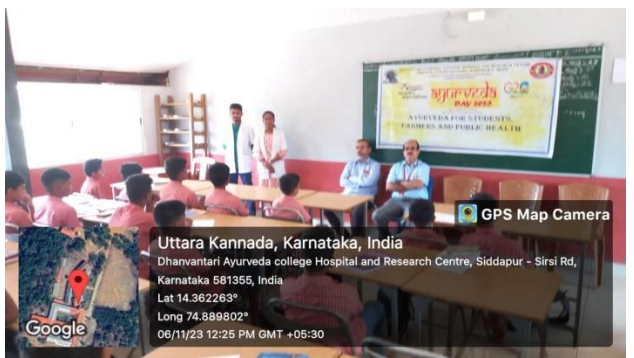 ayurveda
DAY 2023
G20
AYURVEDA FOR STUDENTS,
FARMERS AND PUBLIC HEALTH
GPS Map Camera
Uttara Kannada, Karnataka, India
Dhanvantari Ayurveda college Hospital and Research Centre, Siddapur - Sirsi Rd,
Karnataka 581355, India
Lat 14.362263°
Long 74.889802°
06/11/23 12:25 PM GMT +05:30
Google